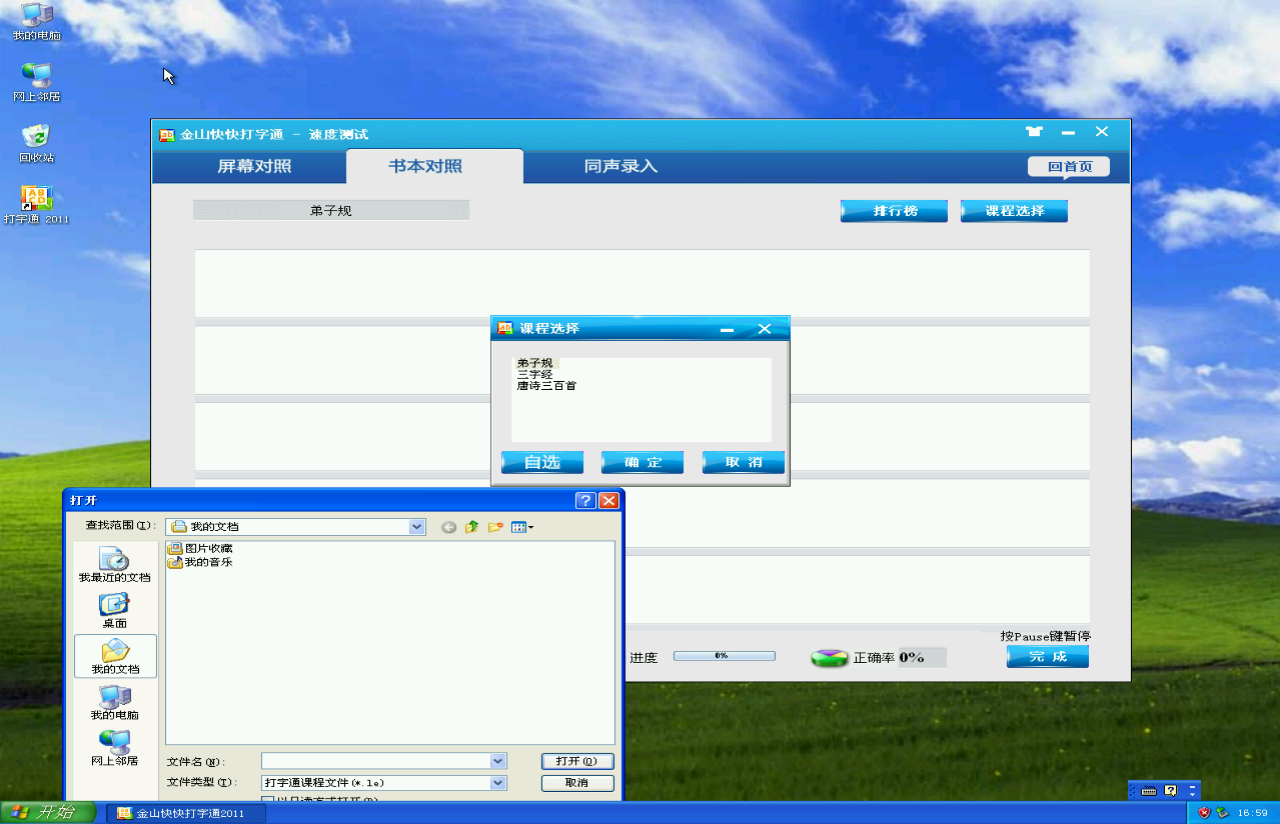 我的电脑
网上邻居
回收站
打字通 2011
金山快快打字通 - 速度测试
屏幕对照
书本对照
同声录入
回首页
弟子规
排行榜
课程选择
课程选择
弟子规
三字经
唐诗三百首
自选
确 定
取 消
打开
查找范围(I):
我的文档
图片收藏
我的音乐
我最近的文档
桌面
我的文档
我的电脑
网上邻居
文件名(N):
打开(O)
文件类型(T):
打字通课程文件(*.le)
取消
以只读方式打开(R)
进度
0%
正确率 0%
按Pause键暂停
完 成
开始
金山快快打字通2011
16:59